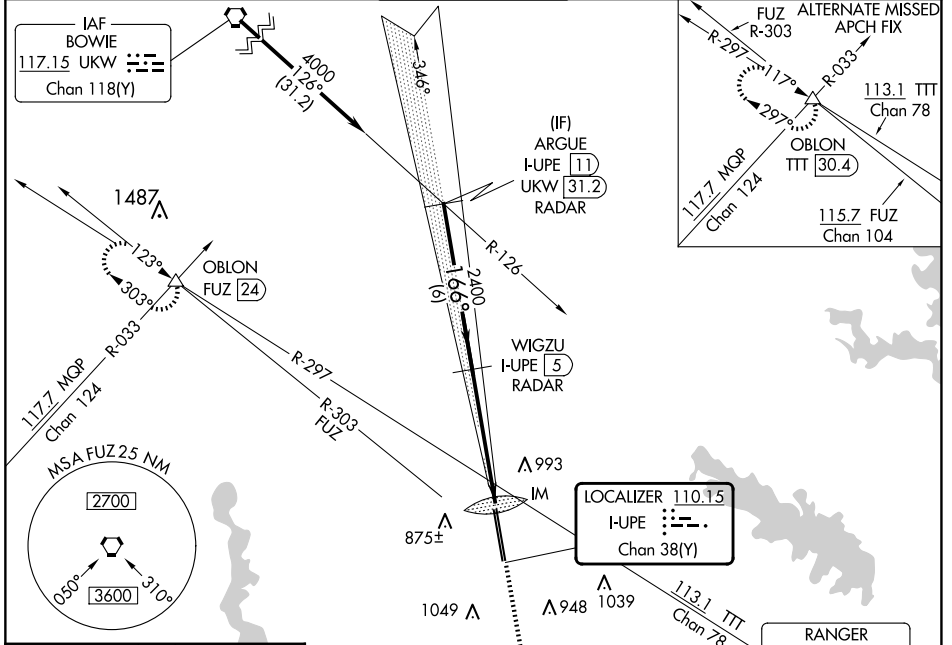 IAF
BOWIE
117.15 UKW
Chan 118(Y)
4000
126°
(31.2)
346°
(IF)
ARGUE
I-UPE 11
UKW 31.2
RADAR
R-126
2400
166°
(6)
WIGZU
I-UPE 5
RADAR
1487
123°
303°
OBLON
FUZ 24
R-033
117.7 MQP
Chan 124
R-297
R-303
FUZ
MSA FUZ 25 NM
2700
050°
310°
3600
993
IM
875±
LOCALIZER 110.15
I-UPE
Chan 38(Y)
1049
948
1039
113.1 TTT
Chan 78
RANGER
ALTERNATE MISSED
APCH FIX
FUZ
R-303
R-297
117°
297°
R-033
113.1 TTT
Chan 78
OBLON
TTT 30.4
117.7 MQP
Chan 124
115.7 FUZ
Chan 104